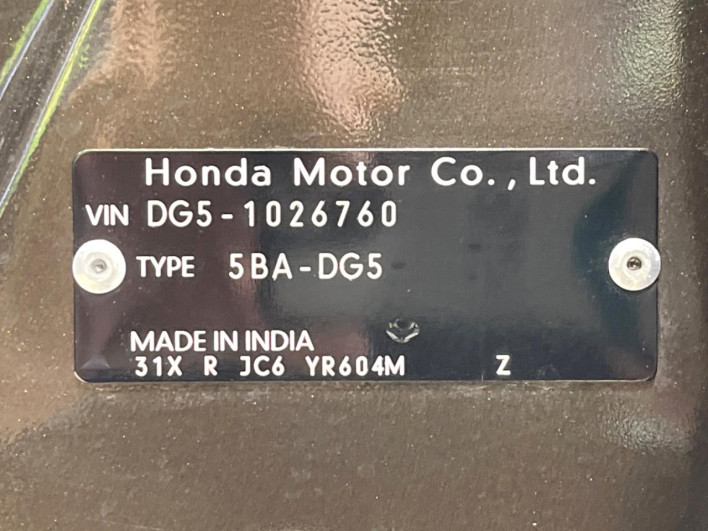 Honda Motor Co., Ltd.
VIN DG5-1026760
TYPE 5BA-DG5
MADE IN INDIA
31X R JC6 YR604M Z